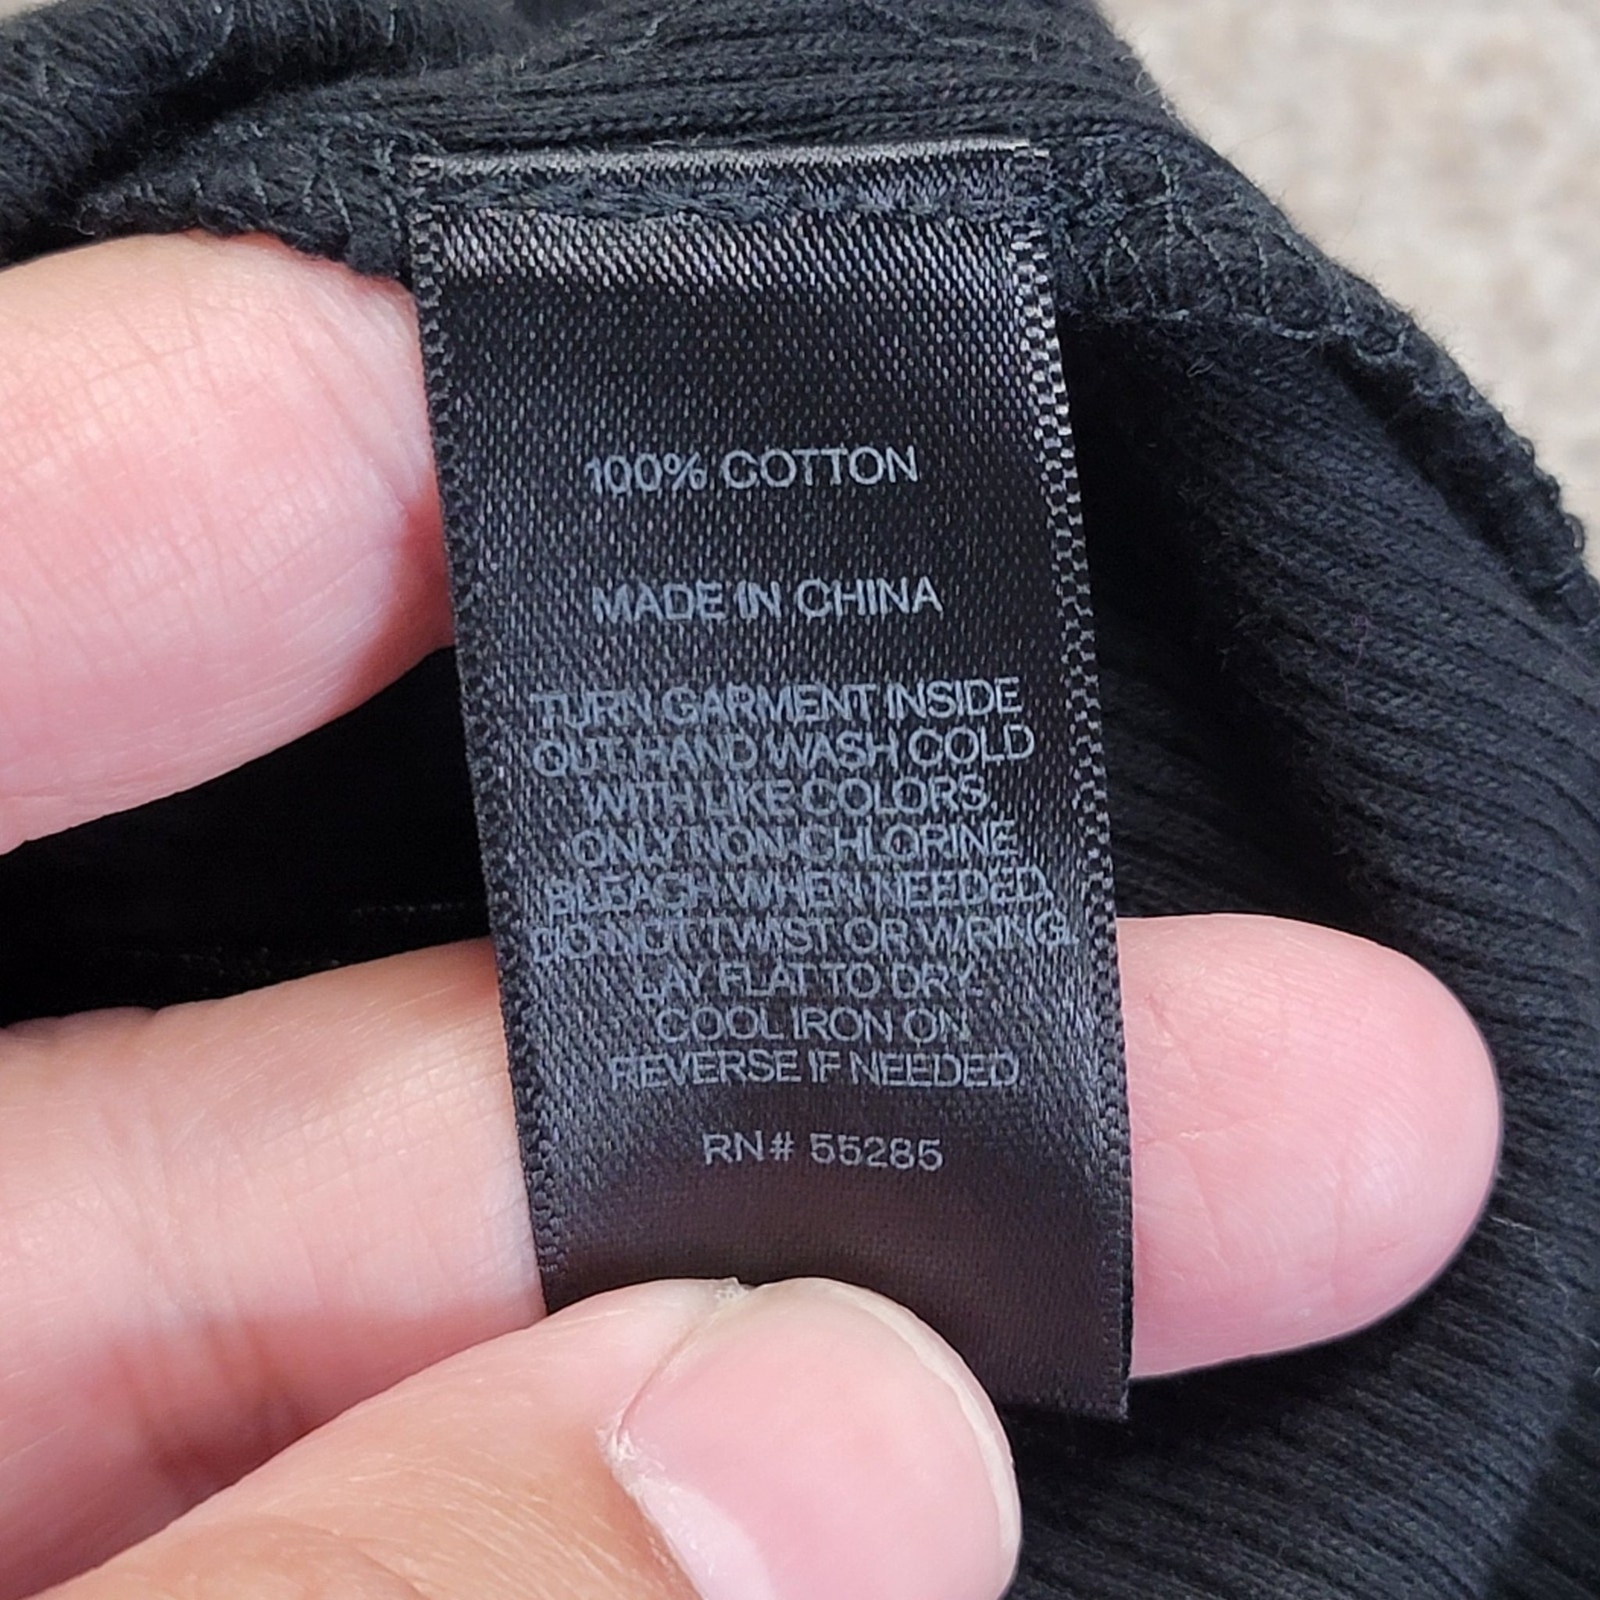 100% COTTON
MADE IN CHINA
TURN GARMENT INSIDE
OUT. HAND WASH COLD
WITH LIKE COLORS.
ONLY NON-CHLORINE
BLEACH WHEN NEEDED.
DO NOT TWIST OR WRING.
LAY FLAT TO DRY.
COOL IRON ON
REVERSE IF NEEDED
RN# 55285